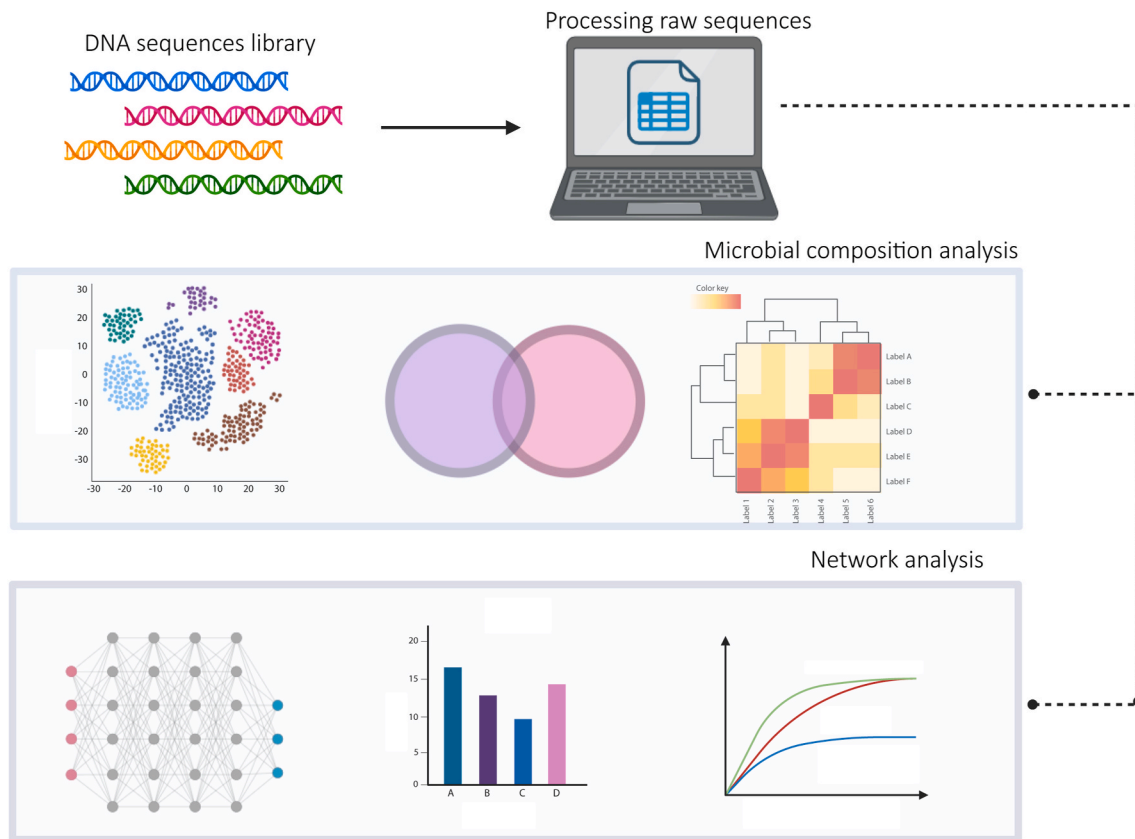 Processing raw sequences
DNA sequences library
Microbial composition analysis
30
20
10
0
-10
-20
-30
-30 -20 -10 0 10 20 30
Color key
Label A
Label B
Label C
Label D
Label E
Label F
Label 1 Label 2 Label 3 Label 4 Label 5 Label 6
Network analysis
20
15
10
5
0
A B C D